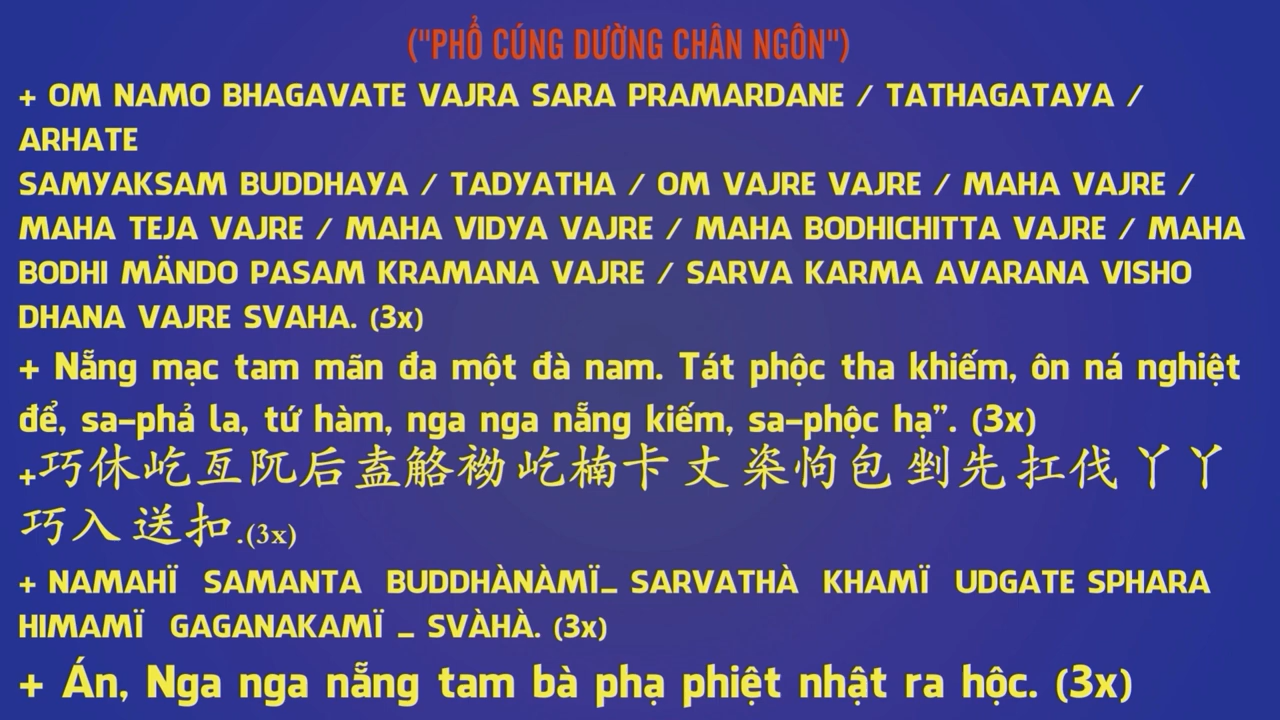 ("PHỔ CÚNG DƯỜNG CHÂN NGÔN")
+ OM NAMO BHAGAVATE VAJRA SARA PRAMARDANE / TATHAGATAYA /
ARHATE
SAMYAKSAM BUDDHAYA / TADYATHA / OM VAJRE VAJRE / MAHA VAJRE /
MAHA TEJA VAJRE / MAHA VIDYA VAJRE / MAHA BODHICHITTA VAJRE / MAHA
BODHI MÄNDO PASAM KRAMANA VAJRE / SARVA KARMA AVARANA VISHO
DHANA VAJRE SVAHA. (3x)
+ Nẵng mạc tam mãn đa một đà nam. Tát phộc tha khiếm, ôn ná nghiệt
để, sa–phả la, tứ hàm, nga nga nẵng kiếm, sa–phộc hạ”. (3x)
+巧休屹亙阢后盍觡袎屹楠卡丈楶怐包剉先扛伐丫丫
巧入送扣.(3x)
+ NAMAHÏ SAMANTA BUDDHÀNÀMÏ_ SARVATHÀ KHAMÏ UDGATE SPHARA
HIMAMÏ GAGANAKAMÏ _ SVÀHÀ. (3x)
+ Án, Nga nga nẵng tam bà phạ phiệt nhật ra hộc. (3x)